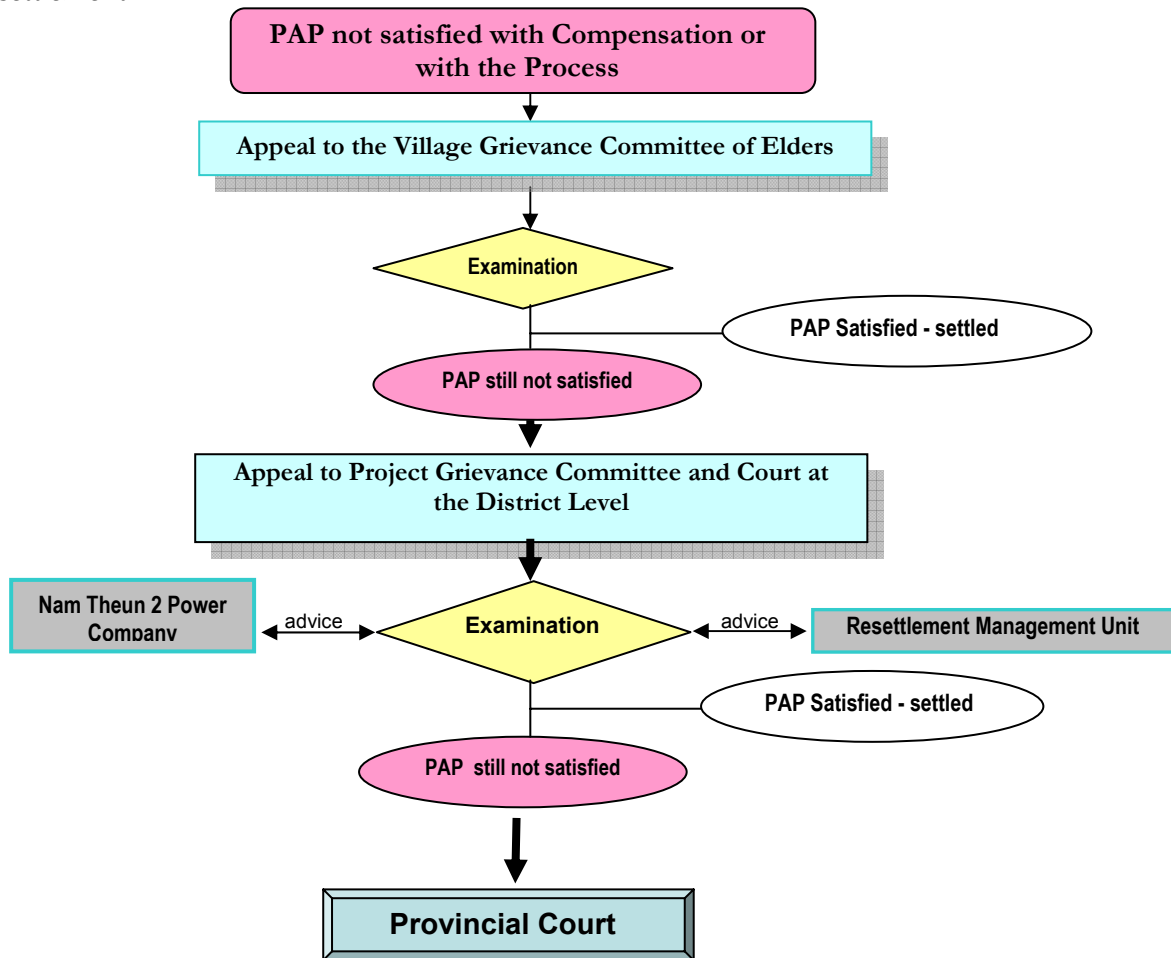 PAP not satisfied with Compensation or
with the Process
Appeal to the Village Grievance Committee of Elders
Examination
PAP Satisfied - settled
PAP still not satisfied
Appeal to Project Grievance Committee and Court at
the District Level
Nam Theun 2 Power
Company
advice
Examination
advice
Resettlement Management Unit
PAP Satisfied - settled
PAP still not satisfied
Provincial Court